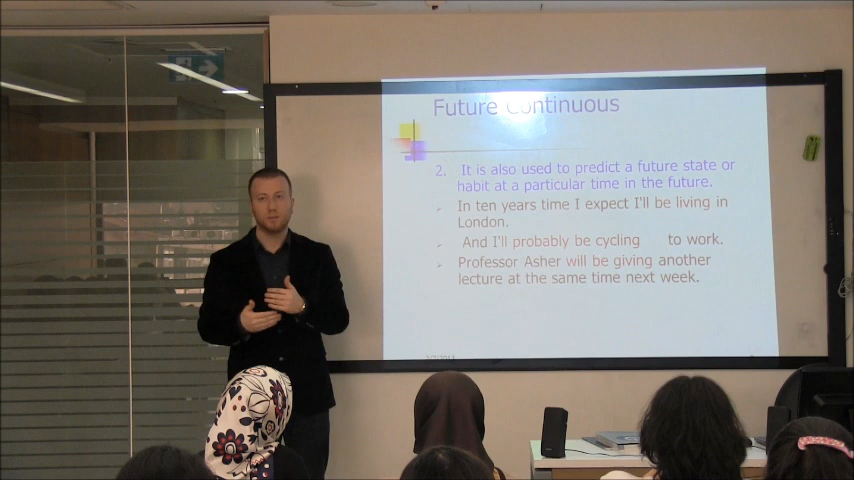 Future Continuous
2. It is also used to predict a future state or
habit at a particular time in the future.
In ten years time I expect I'll be living in
London.
And I'll probably be cycling to work.
Professor Asher will be giving another
lecture at the same time next week.